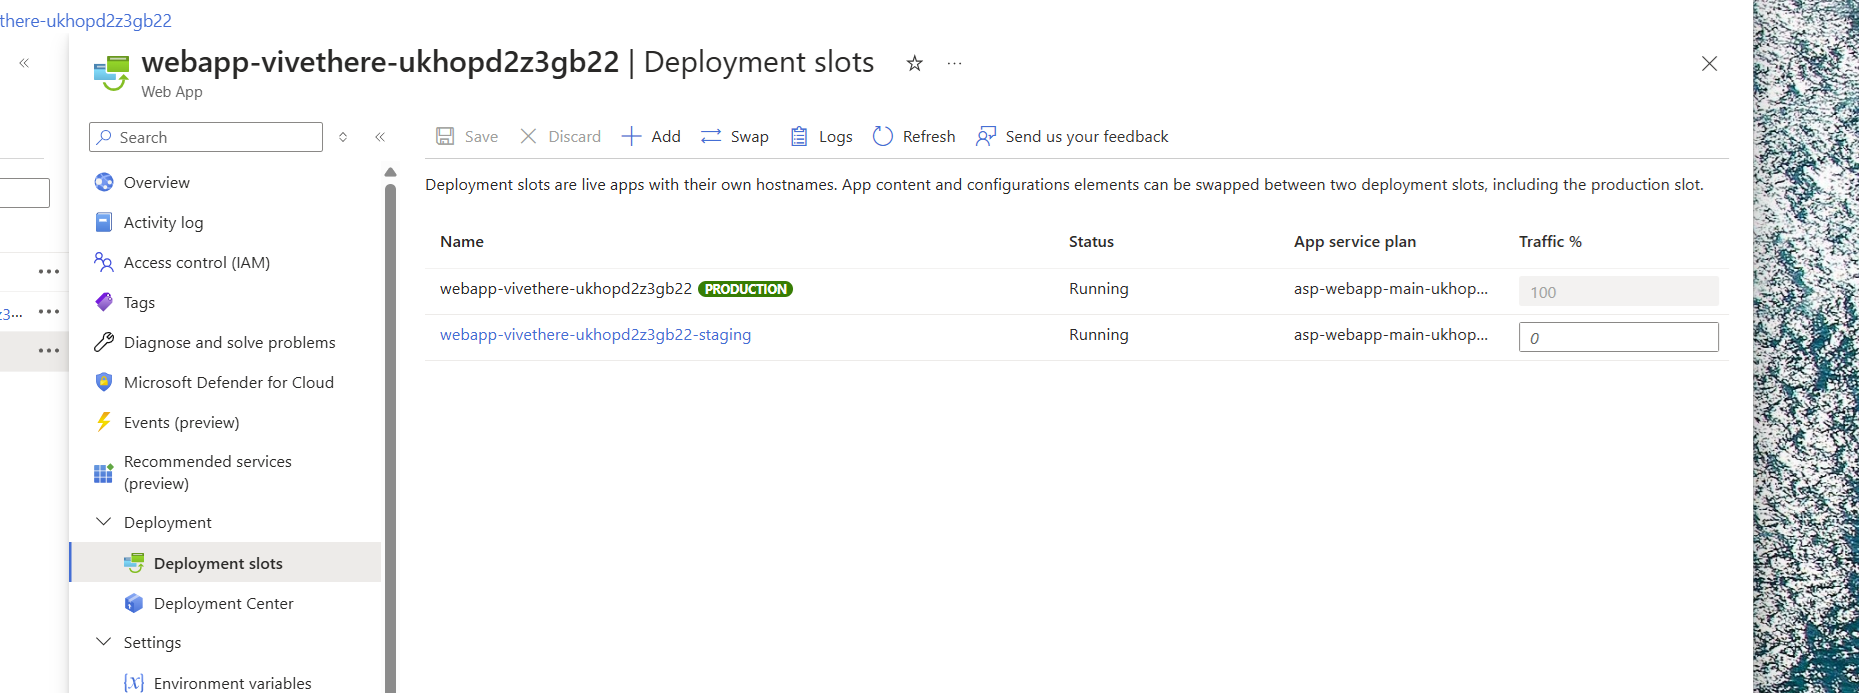 there-ukhopd2z3gb22
webapp-vivethere-ukhopd2z3gb22 | Deployment slots
Web App
Search
Save
Discard
Add
Swap
Logs
Refresh
Send us your feedback
Deployment slots are live apps with their own hostnames. App content and configurations elements can be swapped between two deployment slots, including the production slot.
Overview
Activity log
Access control (IAM)
Tags
Diagnose and solve problems
Microsoft Defender for Cloud
Events (preview)
Recommended services
(preview)
Deployment
Deployment slots
Deployment Center
Settings
Environment variables
Name Status App service plan Traffic %
webapp-vivethere-ukhopd2z3gb22 PRODUCTION Running asp-webapp-main-ukhop... 100
webapp-vivethere-ukhopd2z3gb22-staging Running asp-webapp-main-ukhop... 0
z3...